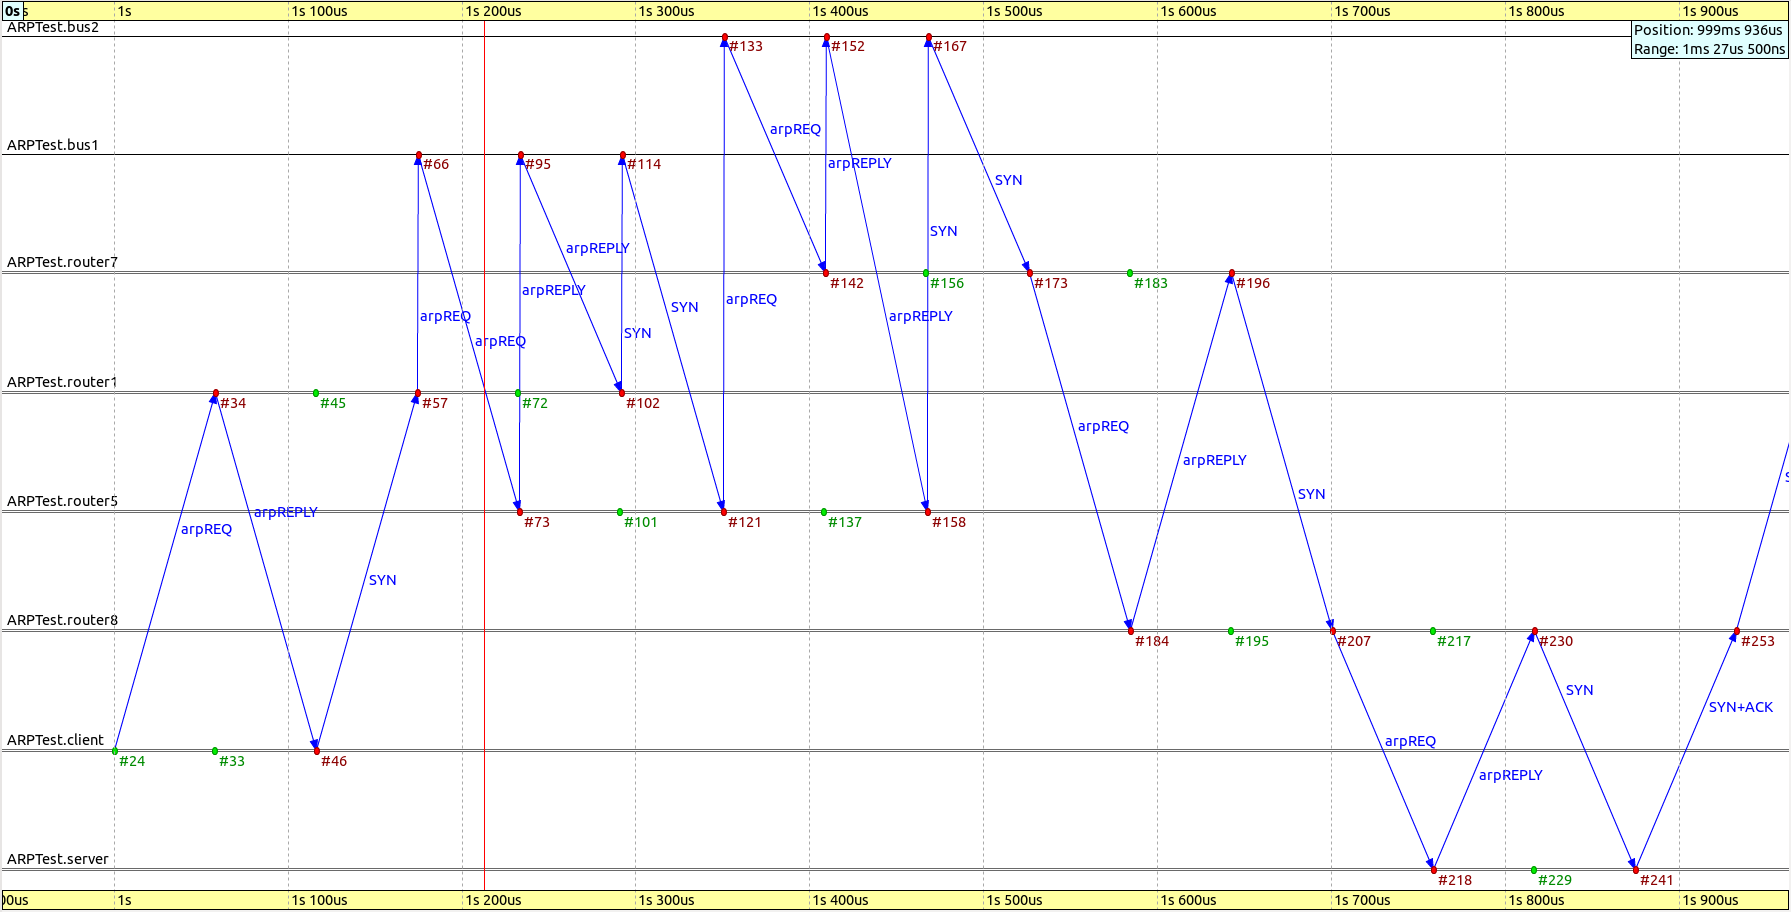 0s s 1s 1s 100us 1s 200us 1s 300us 1s 400us 1s 500us 1s 600us 1s 700us 1s 800us 1s 900us
ARPTest.bus2
Position: 999ms 936us
Range: 1ms 27us 500ns
#133 #152 #167
arpREQ
ARPTest.bus1
#66 #95 #114
arpREPLY
SYN
SYN
arpREPLY
ARPTest.router7
#142 #156 #173 #183 #196
arpREPLY
arpREQ
SYN
arpREQ
arpREPLY
SYN
arpREQ
ARPTest.router1
#34 #45 #57 #72 #102
arpREQ
arpREPLY
SYN
ARPTest.router5
#73 #101 #121 #137 #158
arpREPLY
arpREQ
SYN
ARPTest.router8
#184 #195 #207 #217 #230 #253
SYN
SYN+ACK
ARPTest.client
arpREQ
#24 #33 #46
arpREPLY
ARPTest.server
#218 #229 #241
00us 1s 1s 100us 1s 200us 1s 300us 1s 400us 1s 500us 1s 600us 1s 700us 1s 800us 1s 900us